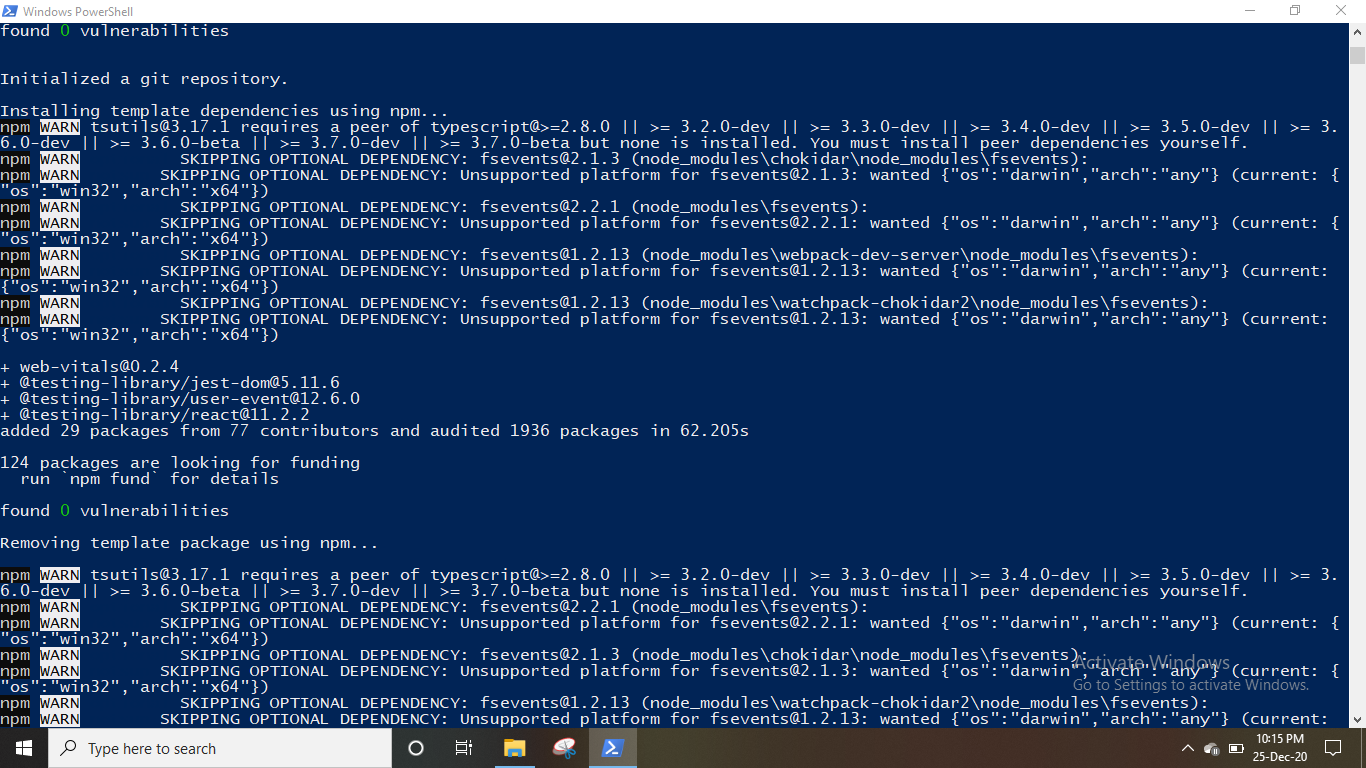 Windows PowerShell
found 0 vulnerabilities
Initialized a git repository.
Installing template dependencies using npm...
npm WARN tsutils@3.17.1 requires a peer of typescript@>=2.8.0 || >= 3.2.0-dev || >= 3.3.0-dev || >= 3.4.0-dev || >= 3.5.0-dev || >= 3.
6.0-dev || >= 3.6.0-beta || >= 3.7.0-dev || >= 3.7.0-beta but none is installed. You must install peer dependencies yourself.
npm WARN SKIPPING OPTIONAL DEPENDENCY: fsevents@2.1.3 (node_modules\chokidar\node_modules\fsevents):
npm WARN SKIPPING OPTIONAL DEPENDENCY: Unsupported platform for fsevents@2.1.3: wanted {"os":"darwin","arch":"any"} (current: {
"os":"win32","arch":"x64"})
npm WARN SKIPPING OPTIONAL DEPENDENCY: fsevents@2.2.1 (node_modules\fsevents):
npm WARN SKIPPING OPTIONAL DEPENDENCY: Unsupported platform for fsevents@2.2.1: wanted {"os":"darwin","arch":"any"} (current: {
"os":"win32","arch":"x64"})
npm WARN SKIPPING OPTIONAL DEPENDENCY: fsevents@1.2.13 (node_modules\webpack-dev-server\node_modules\fsevents):
npm WARN SKIPPING OPTIONAL DEPENDENCY: Unsupported platform for fsevents@1.2.13: wanted {"os":"darwin","arch":"any"} (current:
{"os":"win32","arch":"x64"})
npm WARN SKIPPING OPTIONAL DEPENDENCY: fsevents@1.2.13 (node_modules\watchpack-chokidar2\node_modules\fsevents):
npm WARN SKIPPING OPTIONAL DEPENDENCY: Unsupported platform for fsevents@1.2.13: wanted {"os":"darwin","arch":"any"} (current:
{"os":"win32","arch":"x64"})
+ web-vitals@0.2.4
+ @testing-library/jest-dom@5.11.6
+ @testing-library/user-event@12.6.0
+ @testing-library/react@11.2.2
added 29 packages from 77 contributors and audited 1936 packages in 62.205s
124 packages are looking for funding
run `npm fund` for details
found 0 vulnerabilities
Removing template package using npm...
npm WARN tsutils@3.17.1 requires a peer of typescript@>=2.8.0 || >= 3.2.0-dev || >= 3.3.0-dev || >= 3.4.0-dev || >= 3.5.0-dev || >= 3.
6.0-dev || >= 3.6.0-beta || >= 3.7.0-dev || >= 3.7.0-beta but none is installed. You must install peer dependencies yourself.
npm WARN SKIPPING OPTIONAL DEPENDENCY: fsevents@2.2.1 (node_modules\fsevents):
npm WARN SKIPPING OPTIONAL DEPENDENCY: Unsupported platform for fsevents@2.2.1: wanted {"os":"darwin","arch":"any"} (current: {
"os":"win32","arch":"x64"})
npm WARN SKIPPING OPTIONAL DEPENDENCY: fsevents@2.1.3 (node_modules\chokidar\node_modules\fsevents):
npm WARN SKIPPING OPTIONAL DEPENDENCY: Unsupported platform for fsevents@2.1.3: wanted {"os":"darwin","arch":"any"} (current: {
"os":"win32","arch":"x64"})
npm WARN SKIPPING OPTIONAL DEPENDENCY: fsevents@1.2.13 (node_modules\watchpack-chokidar2\node_modules\fsevents):
npm WARN SKIPPING OPTIONAL DEPENDENCY: Unsupported platform for fsevents@1.2.13: wanted {"os":"darwin","arch":"any"} (current:
Activate Windows
Go to Settings to activate Windows.
Type here to search
10:15 PM
25-Dec-20